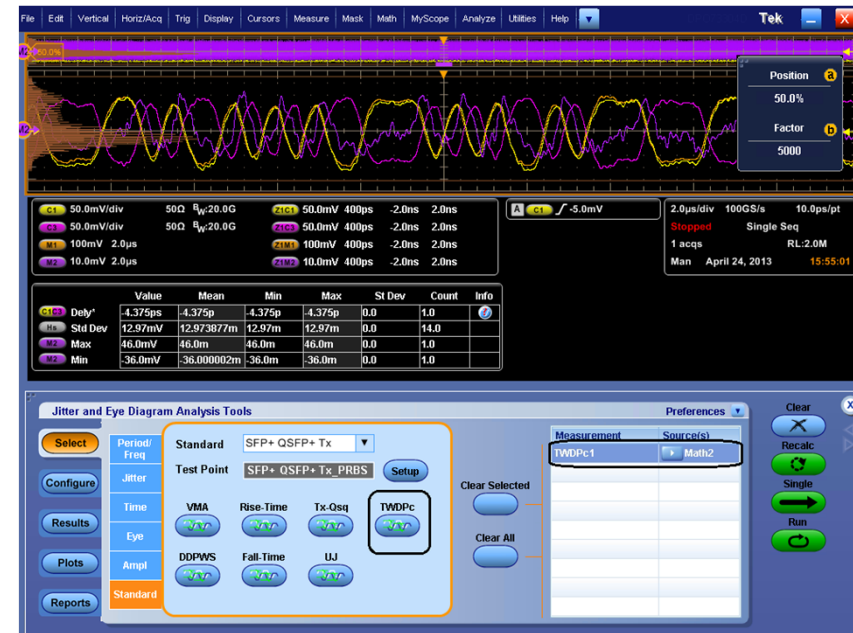 File Edit Vertical Horiz/Acq Trig Display Cursors Measure Mask Math MyScope Analyze Utilities Help Tek X
50.0%
Position a
50.0%
Factor b
5000
M2
C1 50.0mV/div 50Ω BW:20.0G Z1C1 50.0mV 400ps -2.0ns 2.0ns
C3 50.0mV/div 50Ω BW:20.0G Z1C3 50.0mV 400ps -2.0ns 2.0ns
M1 100mV 2.0µs Z1M1 100mV 400ps -2.0ns 2.0ns
M2 10.0mV 2.0µs Z1M2 10.0mV 400ps -2.0ns 2.0ns
A C1 -5.0mV
2.0µs/div 100GS/s 10.0ps/pt
Stopped Single Seq
1 acqs RL:2.0M
Man April 24, 2013 15:55:01
Value Mean Min Max St Dev Count Info
C1C3 Dely* -4.375ps -4.375p -4.375p -4.375p 0.0 1.0
Hs Std Dev 12.97mV 12.973877m 12.97m 12.97m 0.0 14.0
M2 Max 46.0mV 46.0m 46.0m 46.0m 0.0 1.0
M2 Min -36.0mV -36.000002m -36.0m -36.0m 0.0 1.0
Jitter and Eye Diagram Analysis Tools Preferences
Clear
X
Select
Configure
Results
Plots
Reports
Period/
Freq
Jitter
Time
Eye
Ampl
Standard
Standard SFP+ QSFP+ Tx
Test Point SFP+ QSFP+ Tx_PRBS Setup
VMA Rise-Time Tx-Qsq TWDPc
DDPWS Fall-Time UJ
Clear Selected
Clear All
Measurement Source(s)
TWDPc1 Math2
Recalc
Single
Run